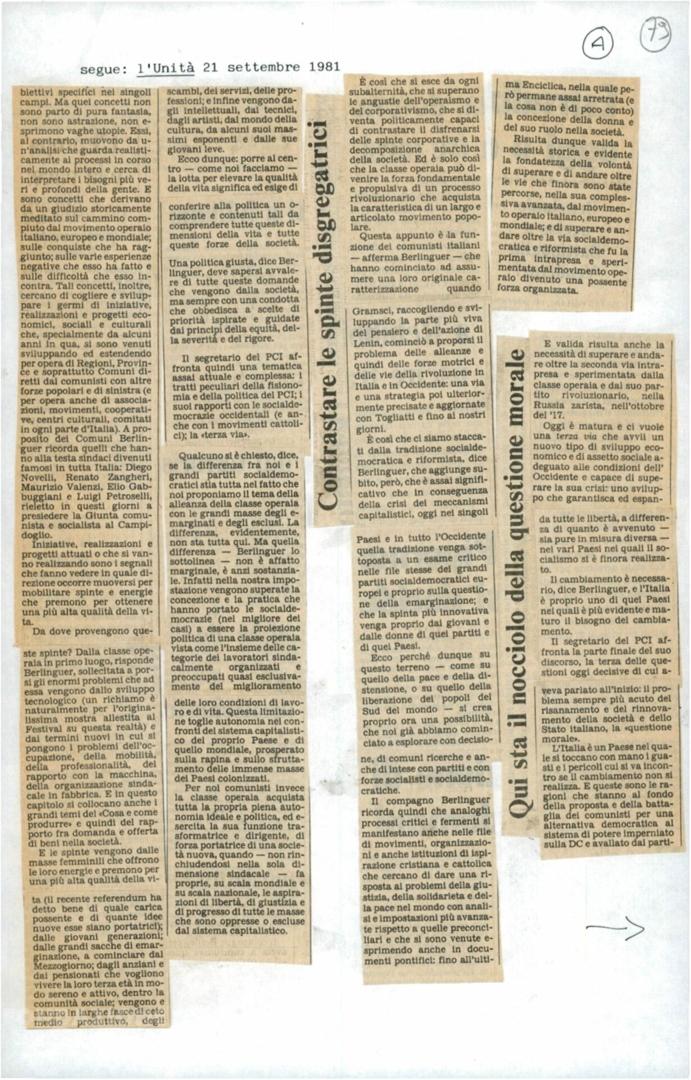 A
79
segue: l'Unità 21 settembre 1981
biettivi specifici nei singoli
campi. Ma quei concetti non
sono parto di pura fantasia,
non sono astrazione, non e-
sprimono vaghe utopie. Essi,
al contrario, muovono da u-
n'analisi che guarda realistic-
camente ai processi in corso
nel mondo intero e cerca di
interpretare i bisogni più ve-
ri e profondi della gente. E
sono concetti che derivano
da un giudizio storicamente
meditato sul cammino com-
piuto dal movimento operaio
italiano, europeo e mondiale;
sulle conquiste che ha rag-
giunto; sulle varie esperienze
negative che esso ha fatto e
sulle difficoltà che esso in-
contra. Tali concetti, inoltre,
cercano di cogliere e svilup-
pare i germi di iniziative,
realizzazioni e progetti eco-
nomici, sociali e culturali
che, specialmente da alcuni
anni in qua, si sono venuti
sviluppando ed estendendo
per opera di Regioni, Provin-
ce e soprattutto Comuni di-
retti dai comunisti con altre
forze popolari e di sinistra (e
per opera anche di associa-
zioni, movimenti, cooperati-
ve, centri culturali, comitati
in ogni parte d'Italia). A pro-
posito dei Comuni Berlin-
guer ricorda quelli che han-
no alla testa sindaci divenuti
famosi in tutta Italia: Diego
Novelli, Renato Zangheri,
Maurizio Valenzi, Elio Gab-
buggiani e Luigi Petroselli,
rieletto in questi giorni a
presiedere la Giunta comu-
nista e socialista al Campi-
doglio.
Iniziative, realizzazioni e
progetti attuati o che si van-
no realizzando sono i segnali
che fanno vedere in quale di-
rezione occorre muoversi per
mobilitare spinte e energie
che premono per ottenere
una più alta qualità della vi-
ta.
Da dove provengono que-
ste spinte? Dalla classe ope-
raia in primo luogo, risponde
Berlinguer, sollecitata a por-
si gli enormi problemi che ad
essa vengono dallo sviluppo
tecnologico (un richiamo è
naturalmente per l'origina-
lissima mostra allestita al
Festival su questa realtà) e
dai termini nuovi in cui si
pongono i problemi dell'oc-
cupazione, della mobilità,
della professionalità, del
rapporto con la macchina,
della organizzazione sinda-
cale in fabbrica. E in questo
capitolo si collocano anche i
grandi temi del «Cosa e come
produrre» e quindi del rap-
porto fra domanda e offerta
di beni nella società.
E le spinte vengono dalle
masse femminili che offrono
le loro energie e premono per
una più alta qualità della vi-
ta (il recente referendum ha
detto bene di quale carica
possente e di quante idee
nuove esse siano portatrici);
dalle giovani generazioni;
dalle grandi sacche di emar-
ginazione, a cominciare dal
Mezzogiorno; dagli anziani e
dai pensionati che vogliono
vivere la loro terza età in mo-
do sereno e attivo, dentro la
comunità sociale; vengono e
stanno in larghe fasce di ceto
medio produttivo, degli
scambi, dei servizi, delle pro-
fessioni; e infine vengono da-
gli intellettuali, dai tecnici,
dagli artisti, dal mondo della
cultura, da alcuni suoi mas-
simi esponenti e dalle sue
giovani leve.
Ecco dunque: porre al cen-
tro — come noi facciamo —
la lotta per elevare la qualità
della vita significa ed esige di
conferire alla politica un o-
rizzonte e contenuti tali da
comprendere tutte queste di-
mensioni della vita e tutte
queste forze della società.
Una politica giusta, dice Ber-
linguer, deve sapersi avvale-
re di tutte queste domande
che vengono dalla società,
ma sempre con una condotta
che obbedisca a scelte di
priorità ispirate e guidate
dai principi della equità, del-
la severità e del rigore.
Il segretario del PCI af-
fronta quindi una tematica
assai attuale e complessa: i
tratti peculiari della fisiono-
mia e della politica del PCI; i
suoi rapporti con le socialde-
mocrazie occidentali (e an-
che con i movimenti cattoli-
ci); la «terza via».
Qualcuno si è chiesto, dice,
se la differenza fra noi e i
grandi partiti socialdemo-
cratici stia tutta nel fatto che
noi proponiamo il tema della
alleanza della classe operaia
con le grandi masse degli e-
marginati e degli esclusi. La
differenza, evidentemente,
non sta tutta qui. Ma quella
differenza — Berlinguer lo
sottolinea — non è affatto
marginale, è anzi sostanzia-
le. Infatti nella nostra impo-
stazione vengono superate la
concezione e la pratica che
hanno portato le socialde-
mocrazie (nel migliore dei
casi) a essere la proiezione
politica di una classe operaia
vista come l'insieme delle ca-
tegorie dei lavoratori sinda-
calmente organizzati e
preoccupati quasi esclusiva-
mente del miglioramento
delle loro condizioni di lavo-
ro e di vita. Questa limitazio-
ne toglie autonomia nei con-
fronti del sistema capitalisti-
co del proprio Paese e di
quello mondiale, prosperato
sulla rapina e sullo sfrutta-
mento delle immense masse
dei Paesi colonizzati.
Per noi comunisti invece
la classe operaia acquista
tutta la propria piena auto-
nomia ideale e politica, ed e-
sercita la sua funzione tra-
sformatrice e dirigente, di
forza portatrice di una socie-
tà nuova, quando — non rin-
chiudendosi nella sola di-
mensione sindacale — fa
proprie, su scala mondiale e
su scala nazionale, le aspira-
zioni di libertà, di giustizia e
di progresso di tutte le masse
che sono oppresse o escluse
dal sistema capitalistico.
Contrastare le spinte disgregatrici
È così che si esce da ogni
subalternità, che si superano
le angustie dell'operaismo e
del corporativismo, che si di-
venta politicamente capaci
di contrastare il disfrenarsi
delle spinte corporative e la
decomposizione anarchica
della società. Ed è solo così
che la classe operaia può di-
venire la forza fondamentale
e propulsiva di un processo
rivoluzionario che acquista
la caratteristica di un largo e
articolato movimento popo-
lare.
Questa appunto è la fun-
zione dei comunisti italiani
— afferma Berlinguer — che
hanno cominciato ad assu-
mere una loro originale ca-
ratterizzazione quando
Gramsci, raccogliendo e svi-
luppando la parte più viva
del pensiero e dell'azione di
Lenin, cominciò a proporsi il
problema delle alleanze e
quindi delle forze motrici e
delle vie della rivoluzione in
Italia e in Occidente: una via
e una strategia poi ulterior-
mente precisate e aggiornate
con Togliatti e fino ai nostri
giorni.
È così che ci siamo stacca-
ti dalla tradizione socialde-
mocratica e riformista, dice
Berlinguer, che aggiunge su-
bito, però, che è assai signifi-
cativo che in conseguenza
della crisi dei meccanismi
capitalistici, oggi nei singoli
Paesi e in tutto l'Occidente
quella tradizione venga sot-
toposta a un esame critico
nelle file stesse dei grandi
partiti socialdemocratici eu-
ropei e proprio sulla questio-
ne della emarginazione; e
che la spinta più innovativa
venga proprio dai giovani e
dalle donne di quei partiti e
di quei Paesi.
Ecco perché dunque su
questo terreno — come su
quello della pace e della di-
stensione, o su quello della
liberazione dei popoli del
Sud del mondo — si crea
proprio ora una possibilità,
che noi già abbiamo comin-
ciato a esplorare con decisio-
ne, di comuni ricerche e an-
che di intese con partiti e con
forze socialisti e socialdemo-
cratiche.
Il compagno Berlinguer
ricorda quindi che analoghi
processi critici e fermenti si
manifestano anche nelle file
di movimenti, organizzazio-
ni e anche istituzioni di ispi-
razione cristiana e cattolica
che cercano di dare una ri-
sposta ai problemi della giu-
stizia, della solidarietà e del-
la pace nel mondo con anali-
si e impostazioni più avanza-
te rispetto a quelle preconci-
liari e che si sono venute e-
sprimendo anche in docu-
menti pontifici: fino all'ulti-
ma Enciclica, nella quale pe-
rò permane assai arretrata (e
la cosa non è di poco conto)
la concezione della donna e
del suo ruolo nella società.
Risulta dunque valida la
necessità storica e evidente
la fondatezza della volontà
di superare e di andare oltre
le vie che finora sono state
percorse, nella sua comples-
siva avanzata, dal movimen-
to operaio italiano, europeo e
mondiale; e di superare e an-
dare oltre la via socialdemo-
cratica e riformista che fu la
prima intrapresa e speri-
mentata dal movimento ope-
raio divenuto una possente
forza organizzata.
Qui sta il nocciolo della questione morale
E valida risulta anche la
necessità di superare e anda-
re oltre la seconda via intra-
presa e sperimentata dalla
classe operaia e dai suo par-
tito rivoluzionario, nella
Russia zarista, nell'ottobre
del '17.
Oggi è matura e ci vuole
una terza via che avvii un
nuovo tipo di sviluppo eco-
nomico e di assetto sociale a-
deguato alle condizioni dell'
Occidente e capace di supe-
rare la sua crisi: uno svilup-
po che garantisca ed espan-
da tutte le libertà, a differen-
za di quanto è avvenuto —
sia pure in misura diversa —
nei vari Paesi nei quali il so-
cialismo si è finora realizza-
to.
Il cambiamento è necessa-
rio, dice Berlinguer, e l'Italia
è proprio uno di quei Paesi
nei quali è più evidente e ma-
turo il bisogno del cambia-
mento.
Il segretario del PCI af-
fronta la parte finale del suo
discorso, la terza delle que-
stioni oggi decisive di cui a-
veva parlato all'inizio: il pro-
blema sempre più acuto del
risanamento e del rinnova-
mento della società e dello
Stato italiano, la «questione
morale».
L'Italia è un Paese nel qua-
le si toccano con mano i gua-
sti e i pericoli cui si va incon-
tro se il cambiamento non si
realizza. E queste sono le ra-
gioni che stanno al fondo
della proposta e della batta-
glia dei comunisti per una
alternativa democratica al
sistema di potere imperniato
sulla DC e avallato dai parti-